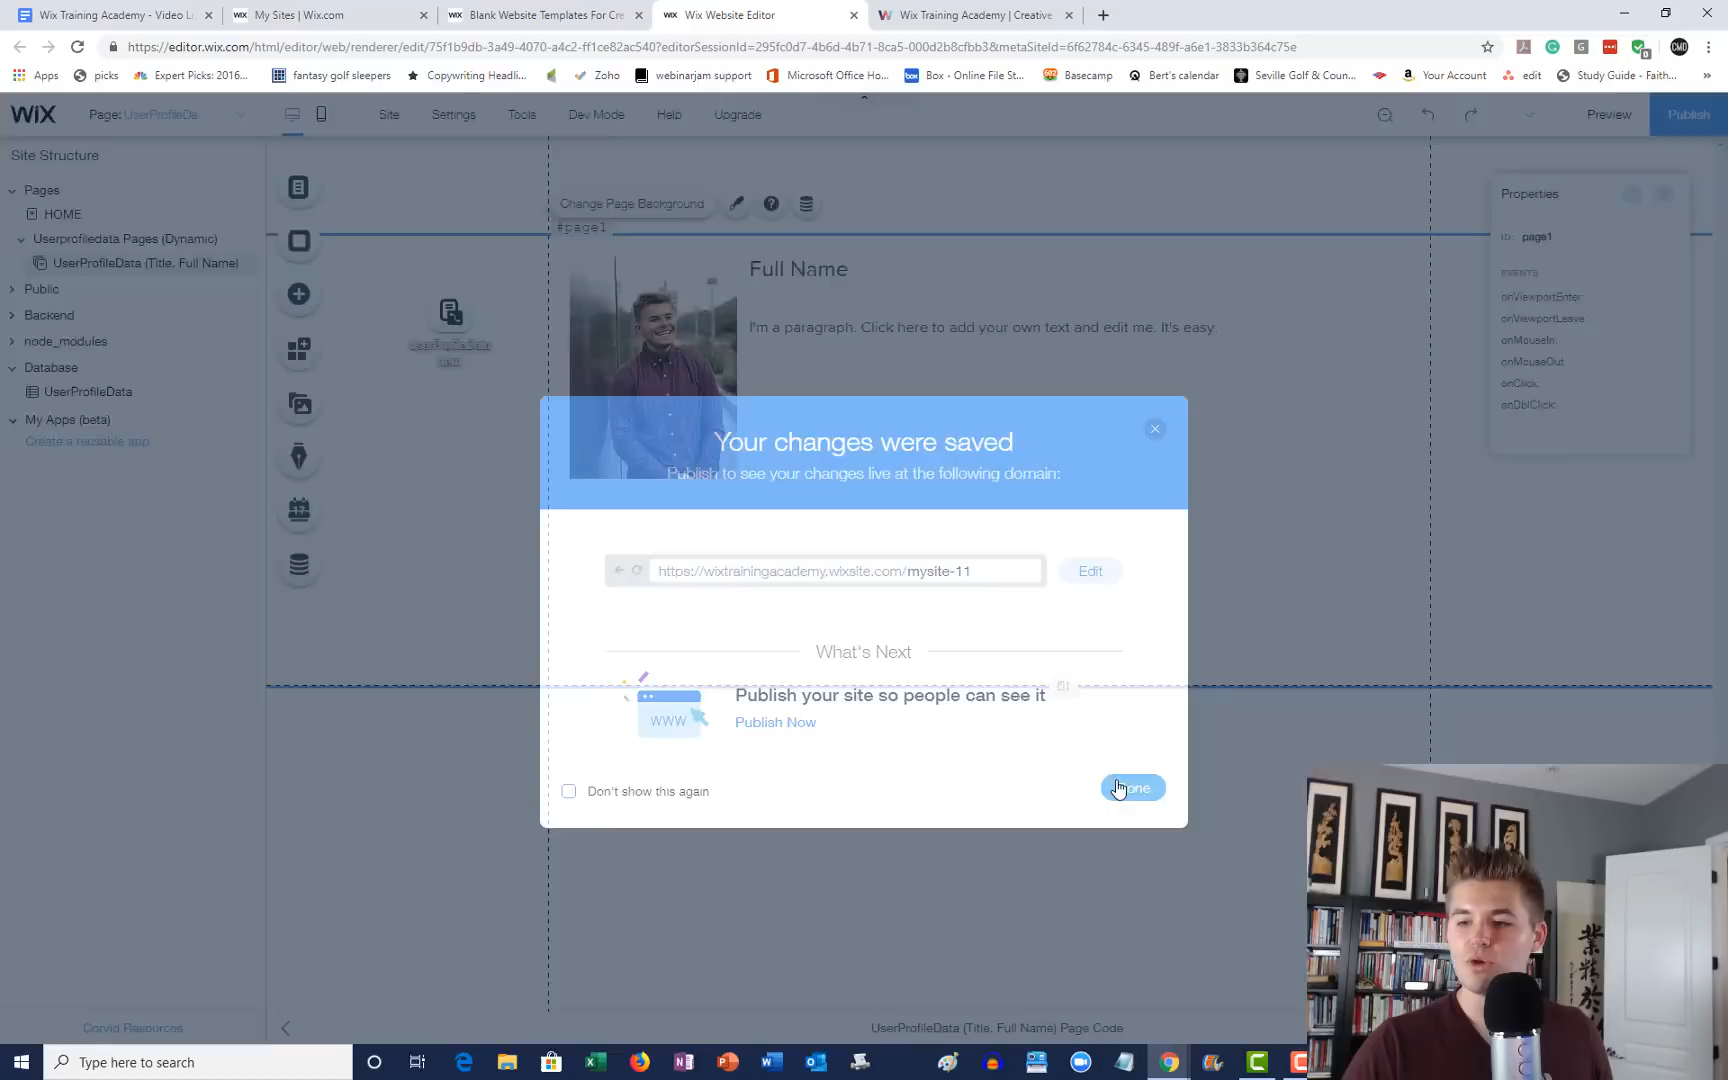 Wix Training Academy - Video Li
My Sites | Wix.com
Blank Website Templates For Cre
Wix Website Editor
Wix Training Academy | Creative
https://editor.wix.com/html/editor/web/renderer/edit/75f1b9db-3a49-4070-a4c2-ff1ce82ac540?editorSessionId=295fc0d7-4b6d-4b71-8ca5-000d2b8cfbb3&metaSiteId=6f62784c-6345-489f-a6e1-3833b364c75e
Apps
picks
Expert Picks: 2016...
fantasy golf sleepers
Copywriting Headli...
Zoho
webinarjam support
Microsoft Office Ho...
Box - Online File St...
Basecamp
Bert's calendar
Seville Golf & Coun...
Your Account
edit
Study Guide - Faith...
WiX
Page: UserProfileDa
Site
Settings
Tools
Dev Mode
Help
Upgrade
Preview
Publish
Site Structure
Pages
HOME
Userprofiledata Pages (Dynamic)
UserProfileData (Title. Full Name)
Public
Backend
node_modules
Database
UserProfileData
My Apps (beta)
Create a reusable app
Corvid Resources
Change Page Background
#page1
Full Name
I'm a paragraph. Click here to add your own text and edit me. It's easy.
Properties
ID: page1
EVENTS
onViewportEnter:
onViewportLeave:
onMouseIn:
onMouseOut:
onClick:
onDblClick:
Your changes were saved
Publish to see your changes live at the following domain:
https://wixtrainingacademy.wixsite.com/mysite-11
Edit
What's Next
WWW
Publish your site so people can see it
Publish Now
Don't show this again
UserProfileData (Title. Full Name) Page Code
Type here to search